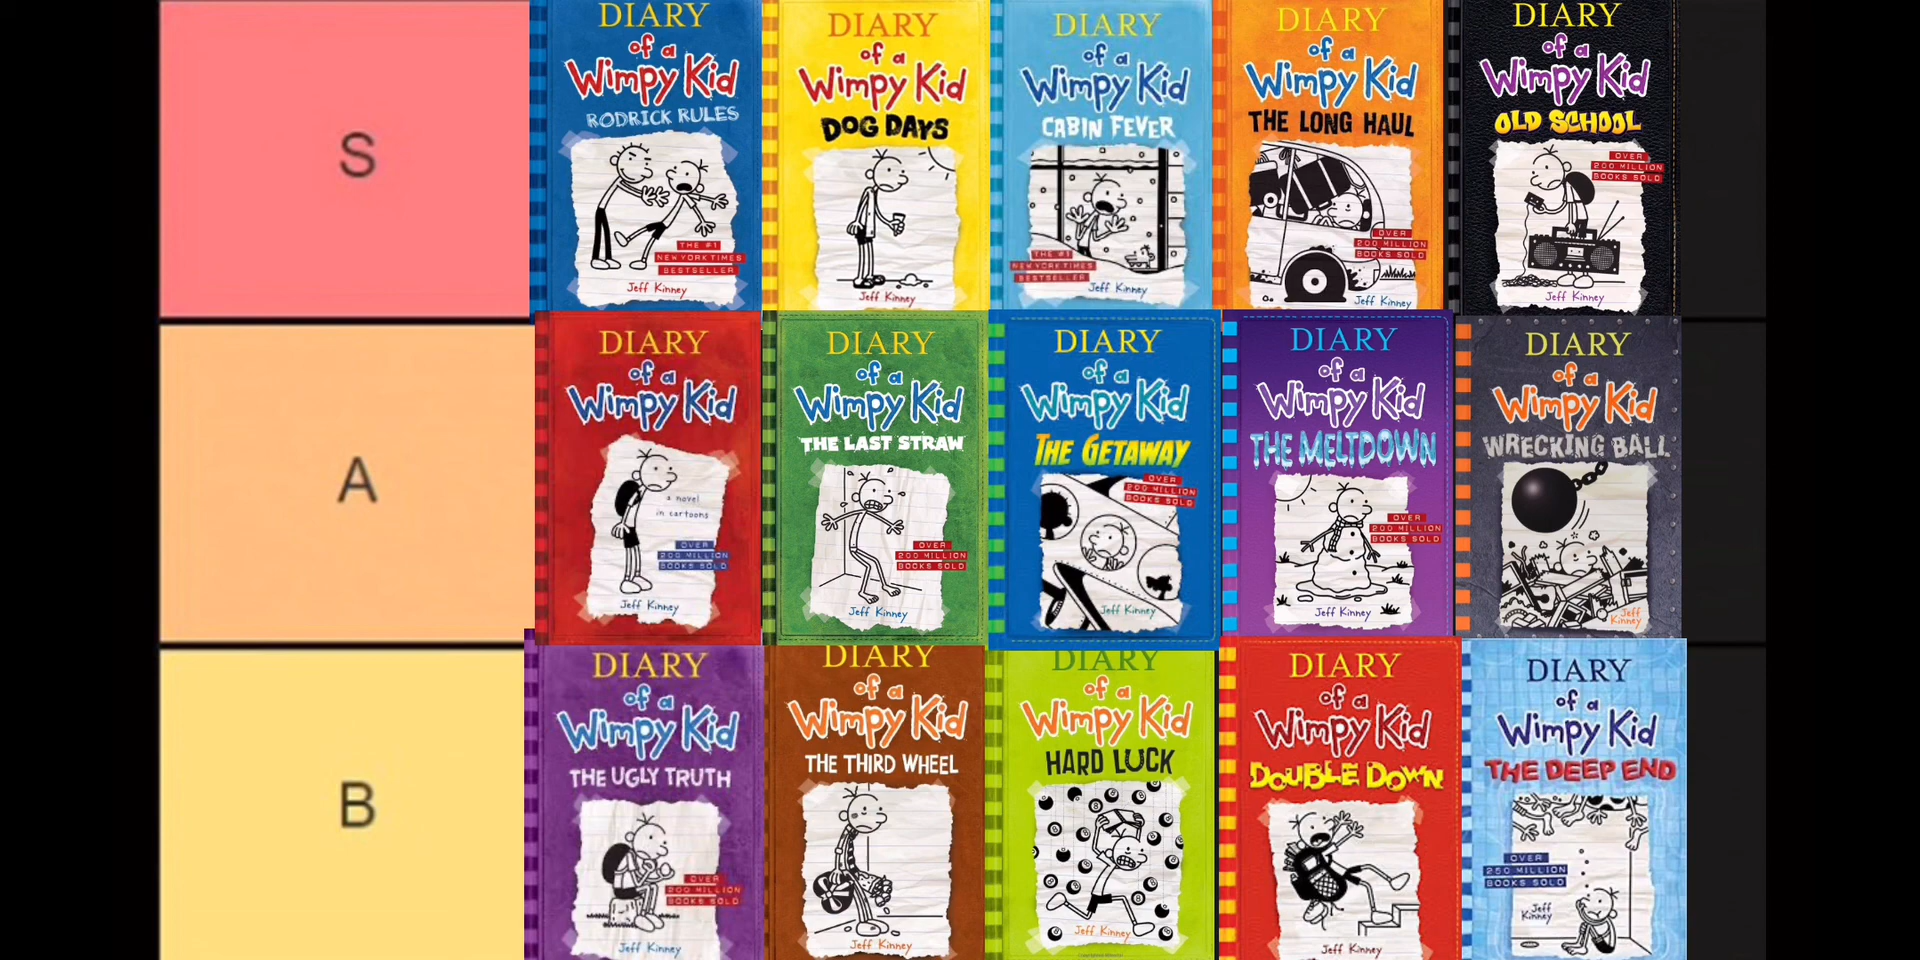 S
DIARY
of a
Wimpy Kid
RODRICK RULES
THE #1
NEW YORK TIMES
BESTSELLER
Jeff Kinney
DIARY
of a
Wimpy Kid
DOG DAYS
Jeff Kinney
DIARY
of a
Wimpy Kid
CABIN FEVER
THE #1
NEW YORK TIMES
BESTSELLER
Jeff Kinney
DIARY
of a
Wimpy Kid
THE LONG HAUL
OVER
200 MILLION
BOOKS SOLD
Jeff Kinney
DIARY
of a
Wimpy Kid
OLD SCHOOL
OVER
200 MILLION
BOOKS SOLD
Jeff Kinney
A
DIARY
of a
Wimpy Kid
a novel
in cartoons
OVER
200 MILLION
BOOKS SOLD
Jeff Kinney
DIARY
of a
Wimpy Kid
THE LAST STRAW
OVER
200 MILLION
BOOKS SOLD
Jeff Kinney
DIARY
of a
Wimpy Kid
THE GETAWAY
OVER
200 MILLION
BOOKS SOLD
Jeff Kinney
DIARY
of a
Wimpy Kid
THE MELTDOWN
OVER
200 MILLION
BOOKS SOLD
Jeff Kinney
DIARY
of a
Wimpy Kid
WRECKING BALL
Jeff
Kinney
B
DIARY
of a
Wimpy Kid
THE UGLY TRUTH
OVER
200 MILLION
BOOKS SOLD
Jeff Kinney
DIARY
of a
Wimpy Kid
THE THIRD WHEEL
Jeff Kinney
DIARY
of a
Wimpy Kid
HARD LUCK
Jeff Kinney
DIARY
of a
Wimpy Kid
DOUBLE DOWN
Jeff Kinney
DIARY
of a
Wimpy Kid
THE DEEP END
OVER
250 MILLION
BOOKS SOLD
Jeff
Kinney